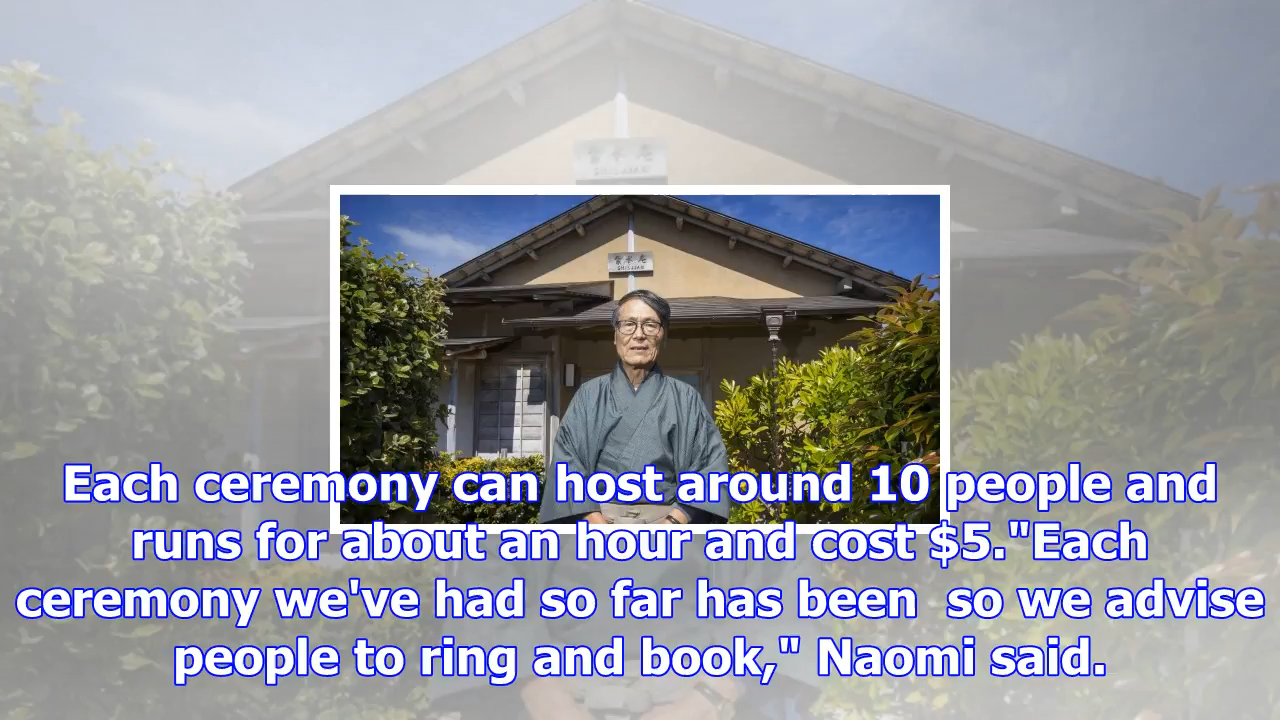 Each ceremony can host around 10 people and
runs for about an hour and cost $5."Each
ceremony we've had so far has been  so we advise
people to ring and book," Naomi said.